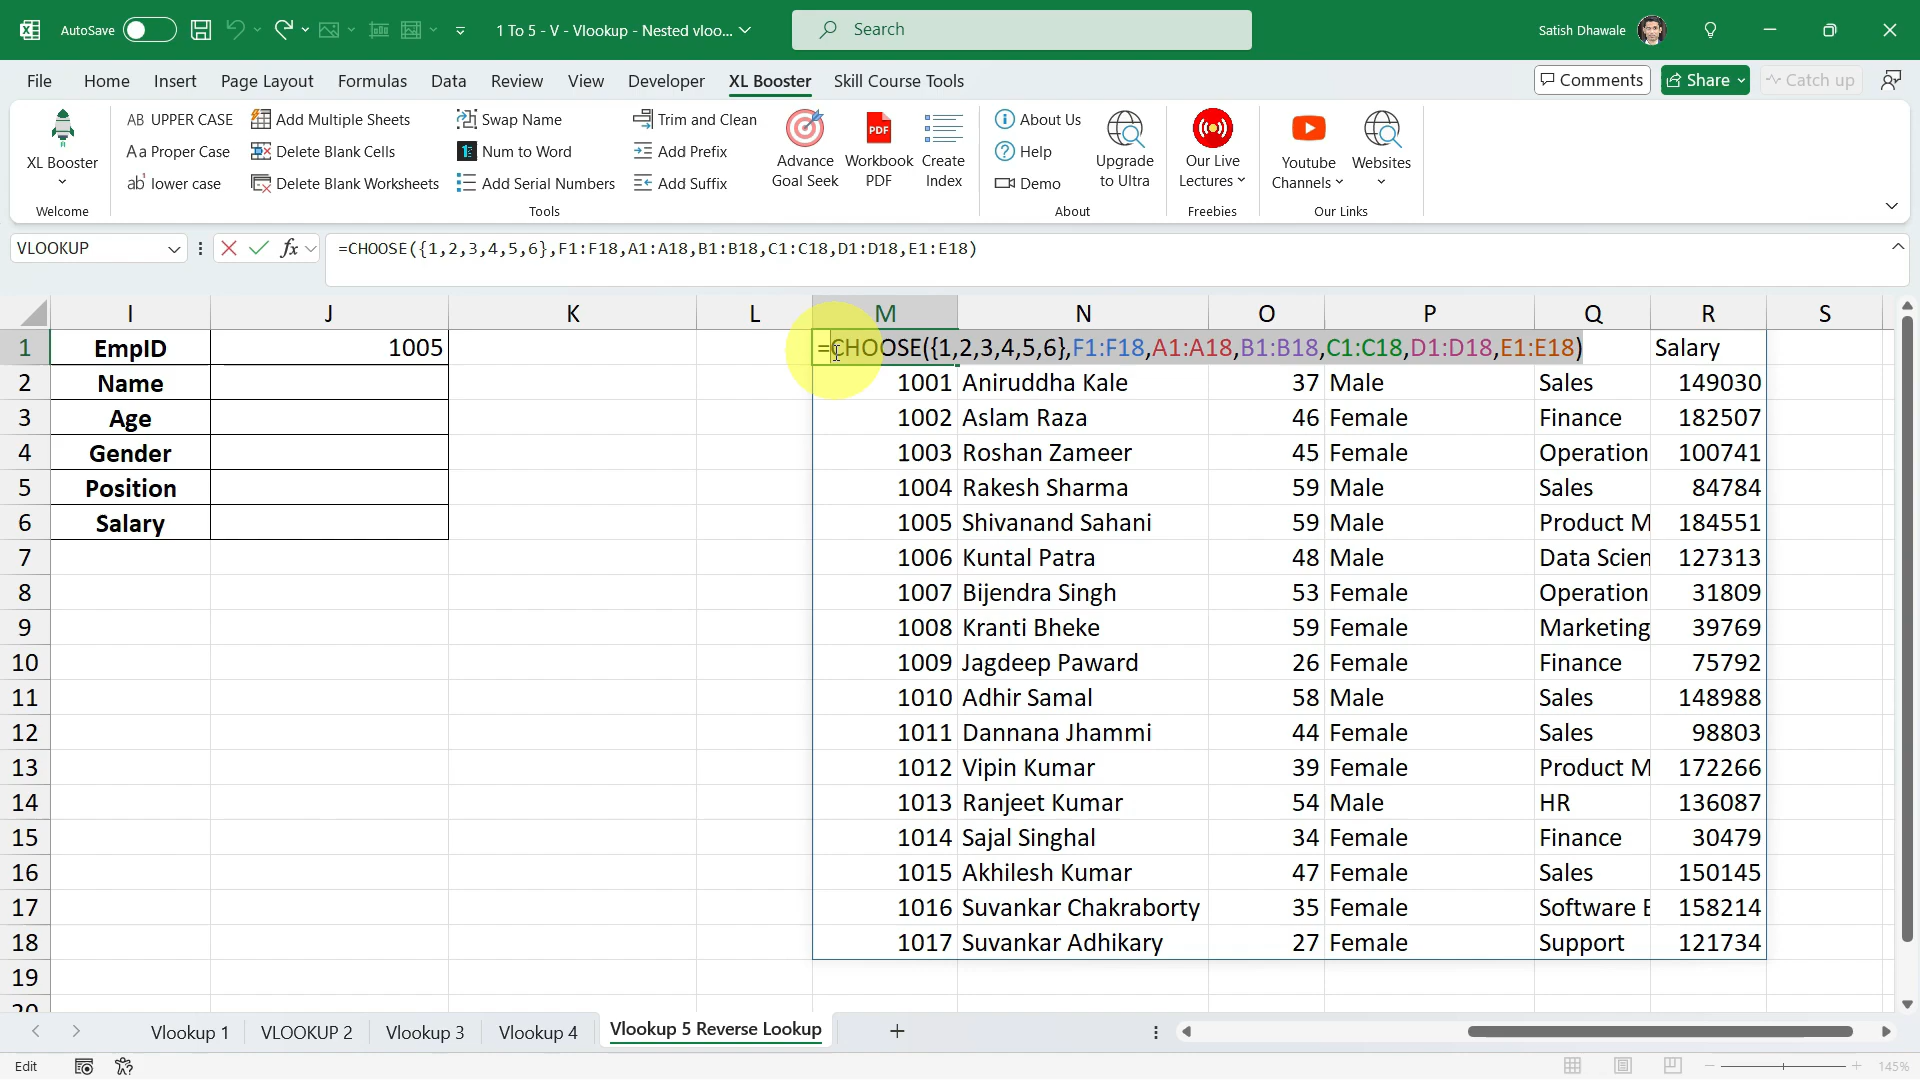 AutoSave
1 To 5 - V - Vlookup - Nested vloo...
Search
Satish Dhawale
File Home Insert Page Layout Formulas Data Review View Developer XL Booster Skill Course Tools
Comments Share Catch up
XL Booster
Welcome
AB UPPER CASE
Aa Proper Case
ab lower case
Add Multiple Sheets
Delete Blank Cells
Delete Blank Worksheets
Swap Name
Num to Word
Add Serial Numbers
Trim and Clean
Add Prefix
Add Suffix
Advance
Goal Seek
PDF
Workbook
PDF
Create
Index
Tools
About Us
Help
Demo
Upgrade
to Ultra
About
Our Live
Lectures
Freebies
Youtube
Channels
Websites
Our Links
VLOOKUP
fx
=CHOOSE({1,2,3,4,5,6},F1:F18,A1:A18,B1:B18,C1:C18,D1:D18,E1:E18)
I J K L M N O P Q R S
1 EmpID 1005 =CHOOSE({1,2,3,4,5,6},F1:F18,A1:A18,B1:B18,C1:C18,D1:D18,E1:E18) Salary
2 Name 1001 Aniruddha Kale 37 Male Sales 149030
3 Age 1002 Aslam Raza 46 Female Finance 182507
4 Gender 1003 Roshan Zameer 45 Female Operation 100741
5 Position 1004 Rakesh Sharma 59 Male Sales 84784
6 Salary 1005 Shivanand Sahani 59 Male Product M 184551
7 1006 Kuntal Patra 48 Male Data Scien 127313
8 1007 Bijendra Singh 53 Female Operation 31809
9 1008 Kranti Bheke 59 Female Marketing 39769
10 1009 Jagdeep Paward 26 Female Finance 75792
11 1010 Adhir Samal 58 Male Sales 148988
12 1011 Dannana Jhammi 44 Female Sales 98803
13 1012 Vipin Kumar 39 Female Product M 172266
14 1013 Ranjeet Kumar 54 Male HR 136087
15 1014 Sajal Singhal 34 Female Finance 30479
16 1015 Akhilesh Kumar 47 Female Sales 150145
17 1016 Suvankar Chakraborty 35 Female Software E 158214
18 1017 Suvankar Adhikary 27 Female Support 121734
19
20
Vlookup 1 VLOOKUP 2 Vlookup 3 Vlookup 4 Vlookup 5 Reverse Lookup
Edit
145%